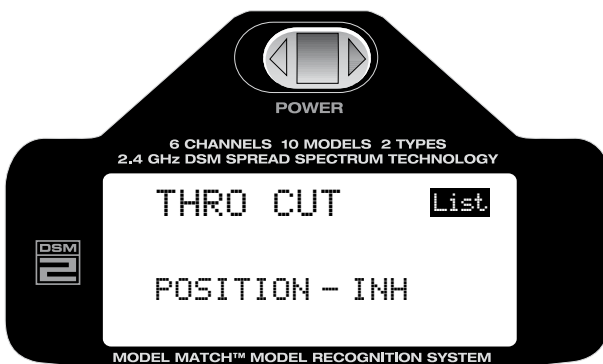 POWER
6 CHANNELS 10 MODELS 2 TYPES
2.4 GHz DSM SPREAD SPECTRUM TECHNOLOGY
THRO CUT List
DSM
2
POSITION – INH
MODEL MATCH™ MODEL RECOGNITION SYSTEM